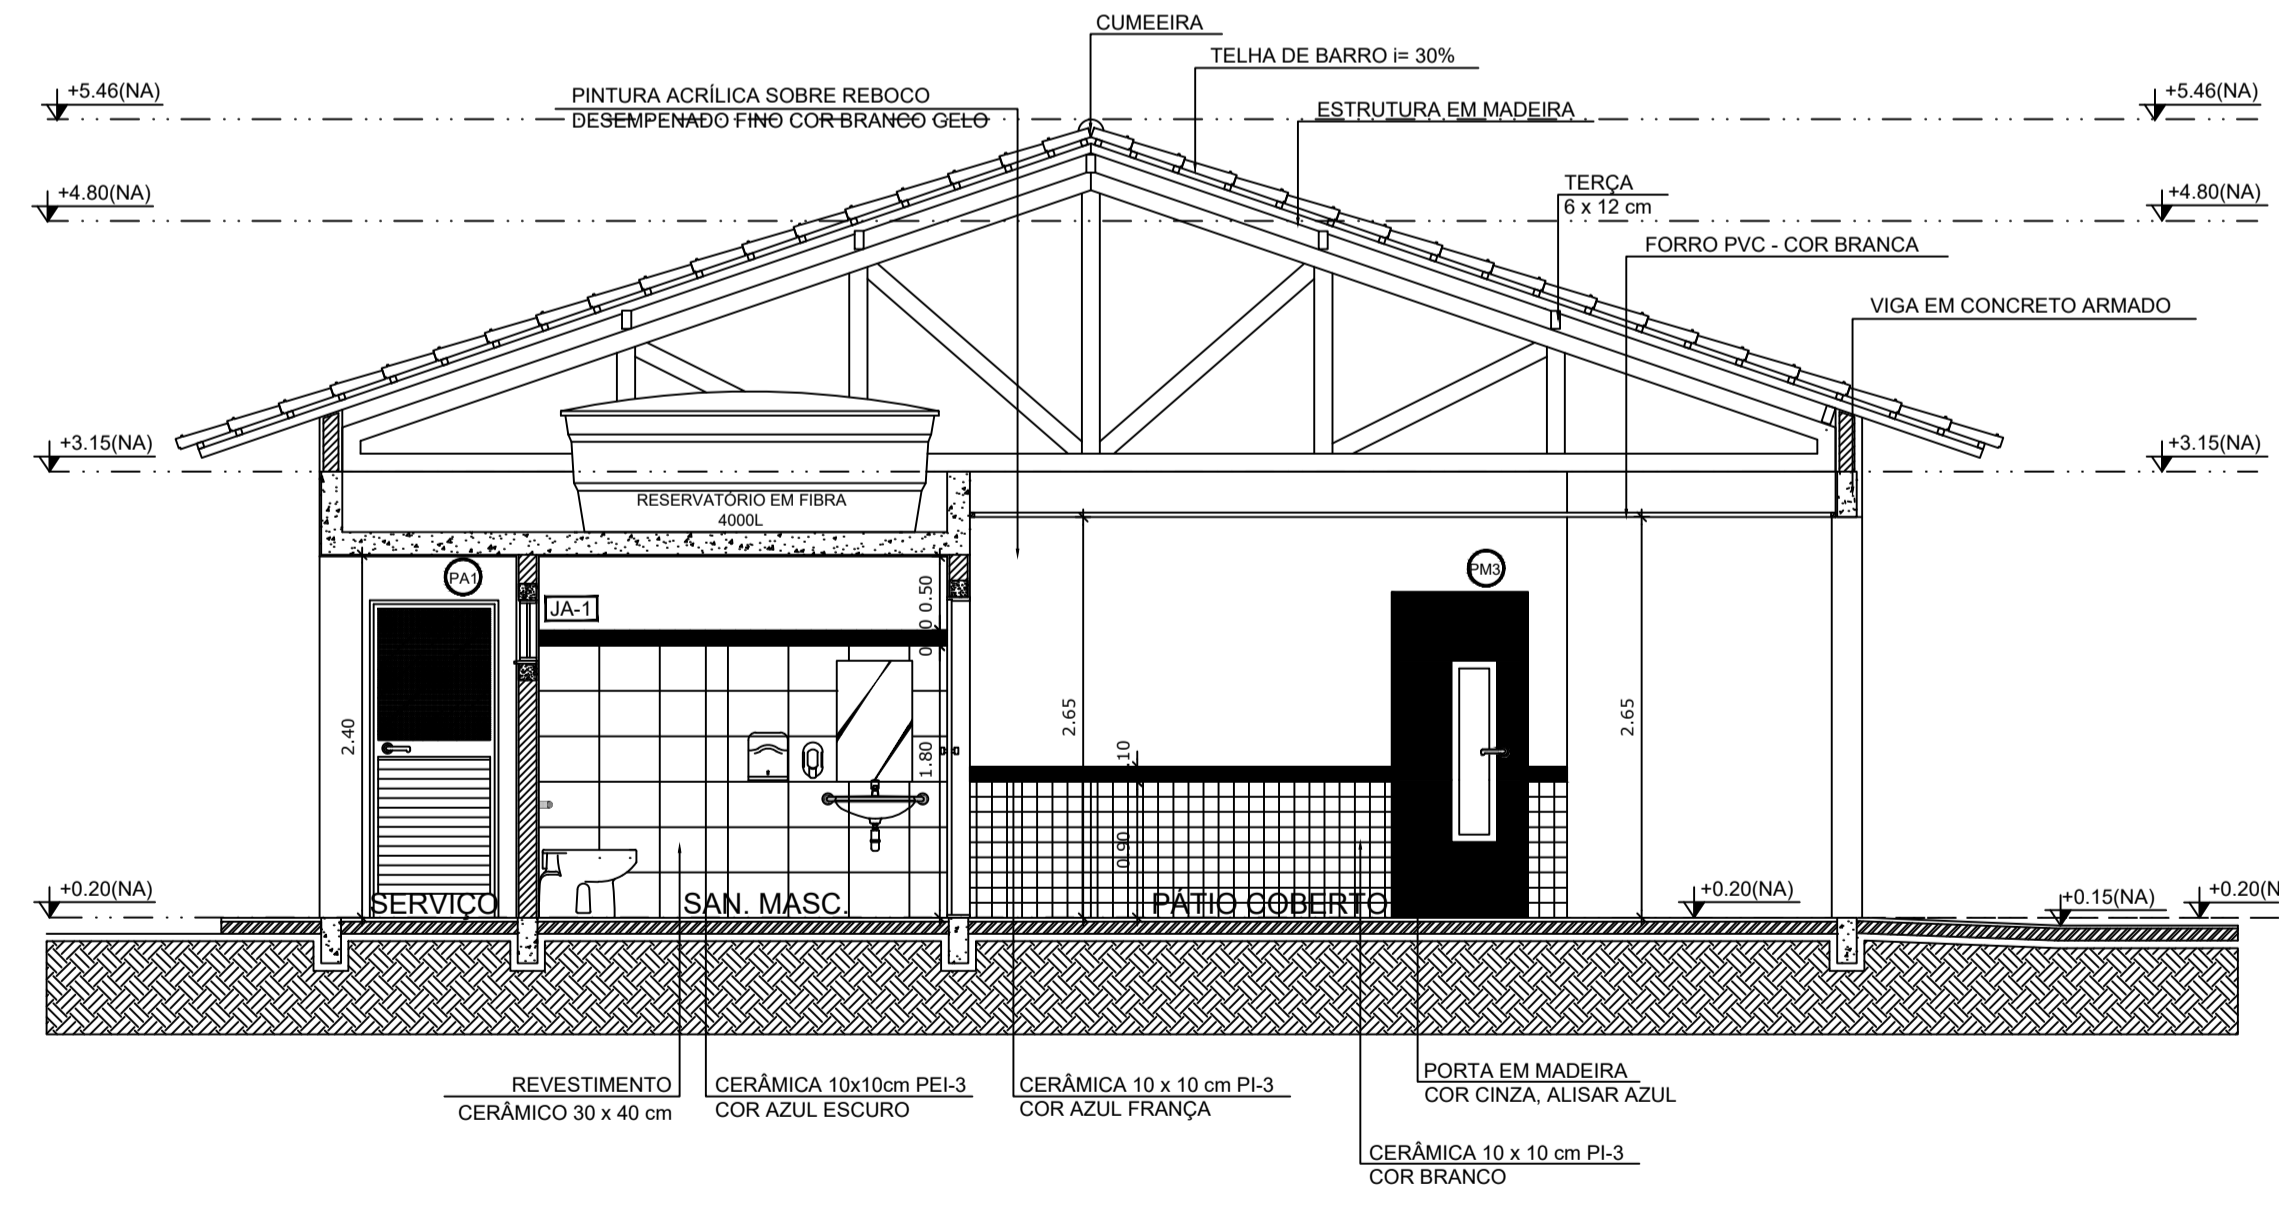 CUMEEIRA
TELHA DE BARRO i= 30%
+5.46(NA)
PINTURA ACRÍLICA SOBRE REBOCO
DESEMPENADO FINO COR BRANCO GELO
ESTRUTURA EM MADEIRA
+5.46(NA)
+4.80(NA)
TERÇA
6 x 12 cm
+4.80(NA)
FORRO PVC - COR BRANCA
VIGA EM CONCRETO ARMADO
+3.15(NA)
+3.15(NA)
RESERVATÓRIO EM FIBRA
4000L
PA1
PM3
JA-1
0.50
2.40
1.80
2.65
2.65
.10
0.90
SERVIÇO
SAN. MASC.
PÁTIO COBERTO
+0.20(NA)
+0.20(NA)
+0.15(NA)
+0.20(N
REVESTIMENTO
CERÂMICO 30 x 40 cm
CERÂMICA 10x10cm PEI-3
COR AZUL ESCURO
CERÂMICA 10 x 10 cm PI-3
COR AZUL FRANÇA
PORTA EM MADEIRA
COR CINZA, ALISAR AZUL
CERÂMICA 10 x 10 cm PI-3
COR BRANCO